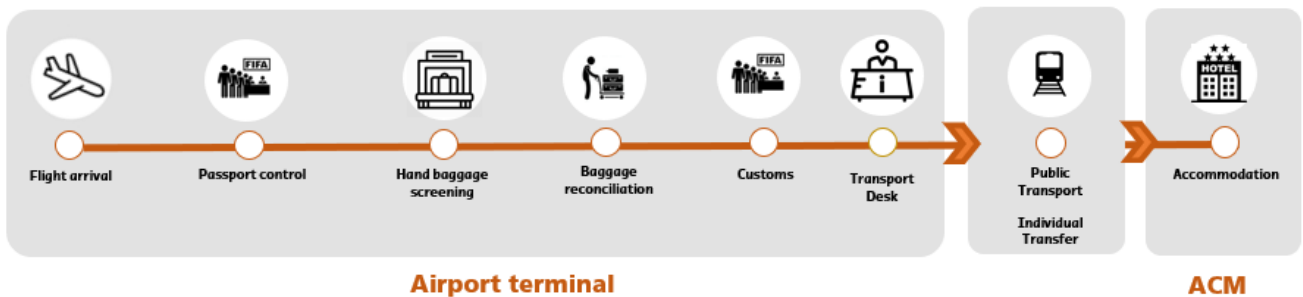 FIFA
FIFA
i
HOTEL
Flight arrival
Passport control
Hand baggage
screening
Baggage
reconciliation
Customs
Transport
Desk
Public
Transport
Individual
Transfer
Accommodation
Airport terminal
ACM